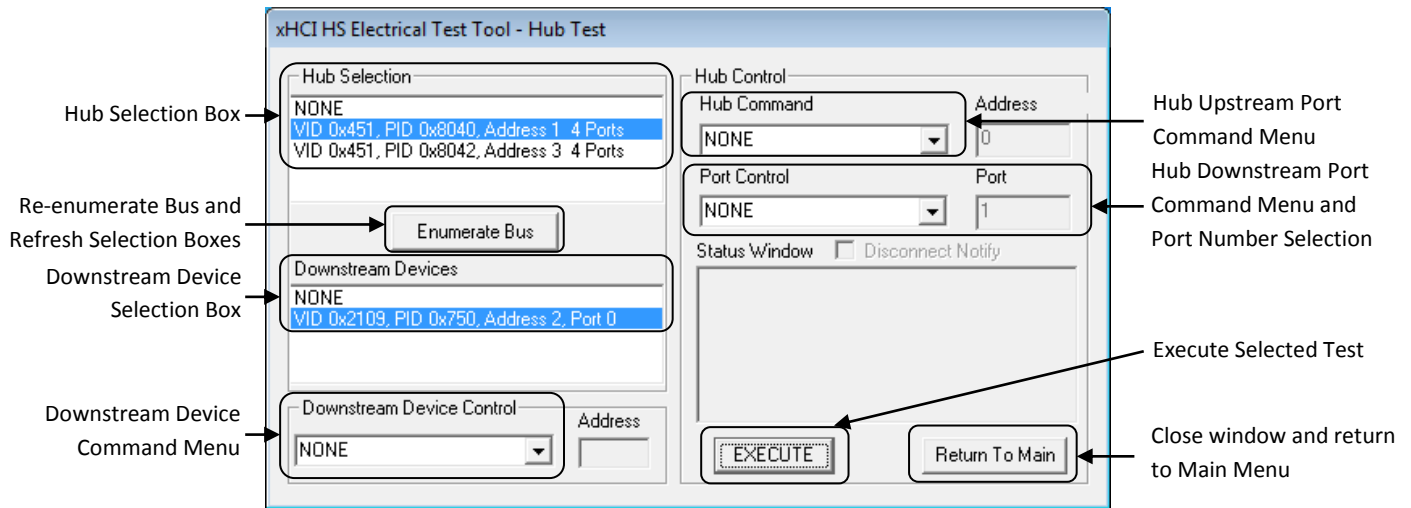 xHCI HS Electrical Test Tool - Hub Test
Hub Selection Box
Re-enumerate Bus and
Refresh Selection Boxes
Downstream Device
Selection Box
Downstream Device
Command Menu
Hub Selection
NONE
VID 0x451, PID 0x8040, Address 1 4 Ports
VID 0x451, PID 0x8042, Address 3 4 Ports
Enumerate Bus
Downstream Devices
NONE
VID 0x2109, PID 0x750, Address 2, Port 0
Downstream Device Control
Address
NONE
Hub Control
Hub Command
Address
NONE
0
Port Control
Port
NONE
1
Status Window
Disconnect Notify
EXECUTE
Return To Main
Hub Upstream Port
Command Menu
Hub Downstream Port
Command Menu and
Port Number Selection
Execute Selected Test
Close window and return
to Main Menu